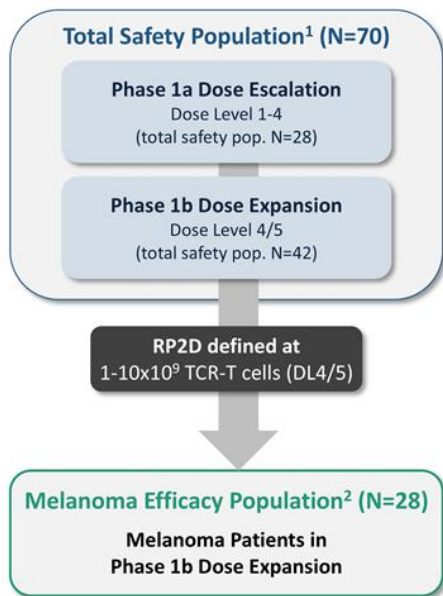 Total Safety Population¹ (N=70)
Phase 1a Dose Escalation
Dose Level 1-4
(total safety pop. N=28)
Phase 1b Dose Expansion
Dose Level 4/5
(total safety pop. N=42)
RP2D defined at
1-10x10⁹ TCR-T cells (DL4/5)
Melanoma Efficacy Population² (N=28)
Melanoma Patients in
Phase 1b Dose Expansion